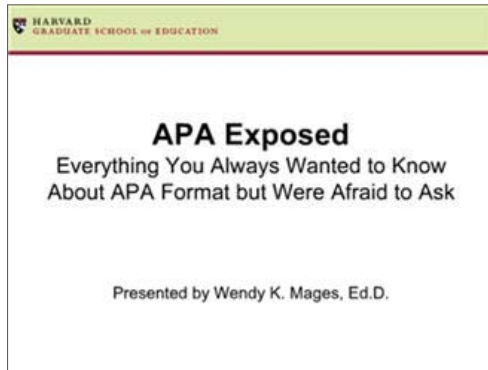 HARVARD
GRADUATE SCHOOL OF EDUCATION
APA Exposed
Everything You Always Wanted to Know
About APA Format but Were Afraid to Ask
Presented by Wendy K. Mages, Ed.D.